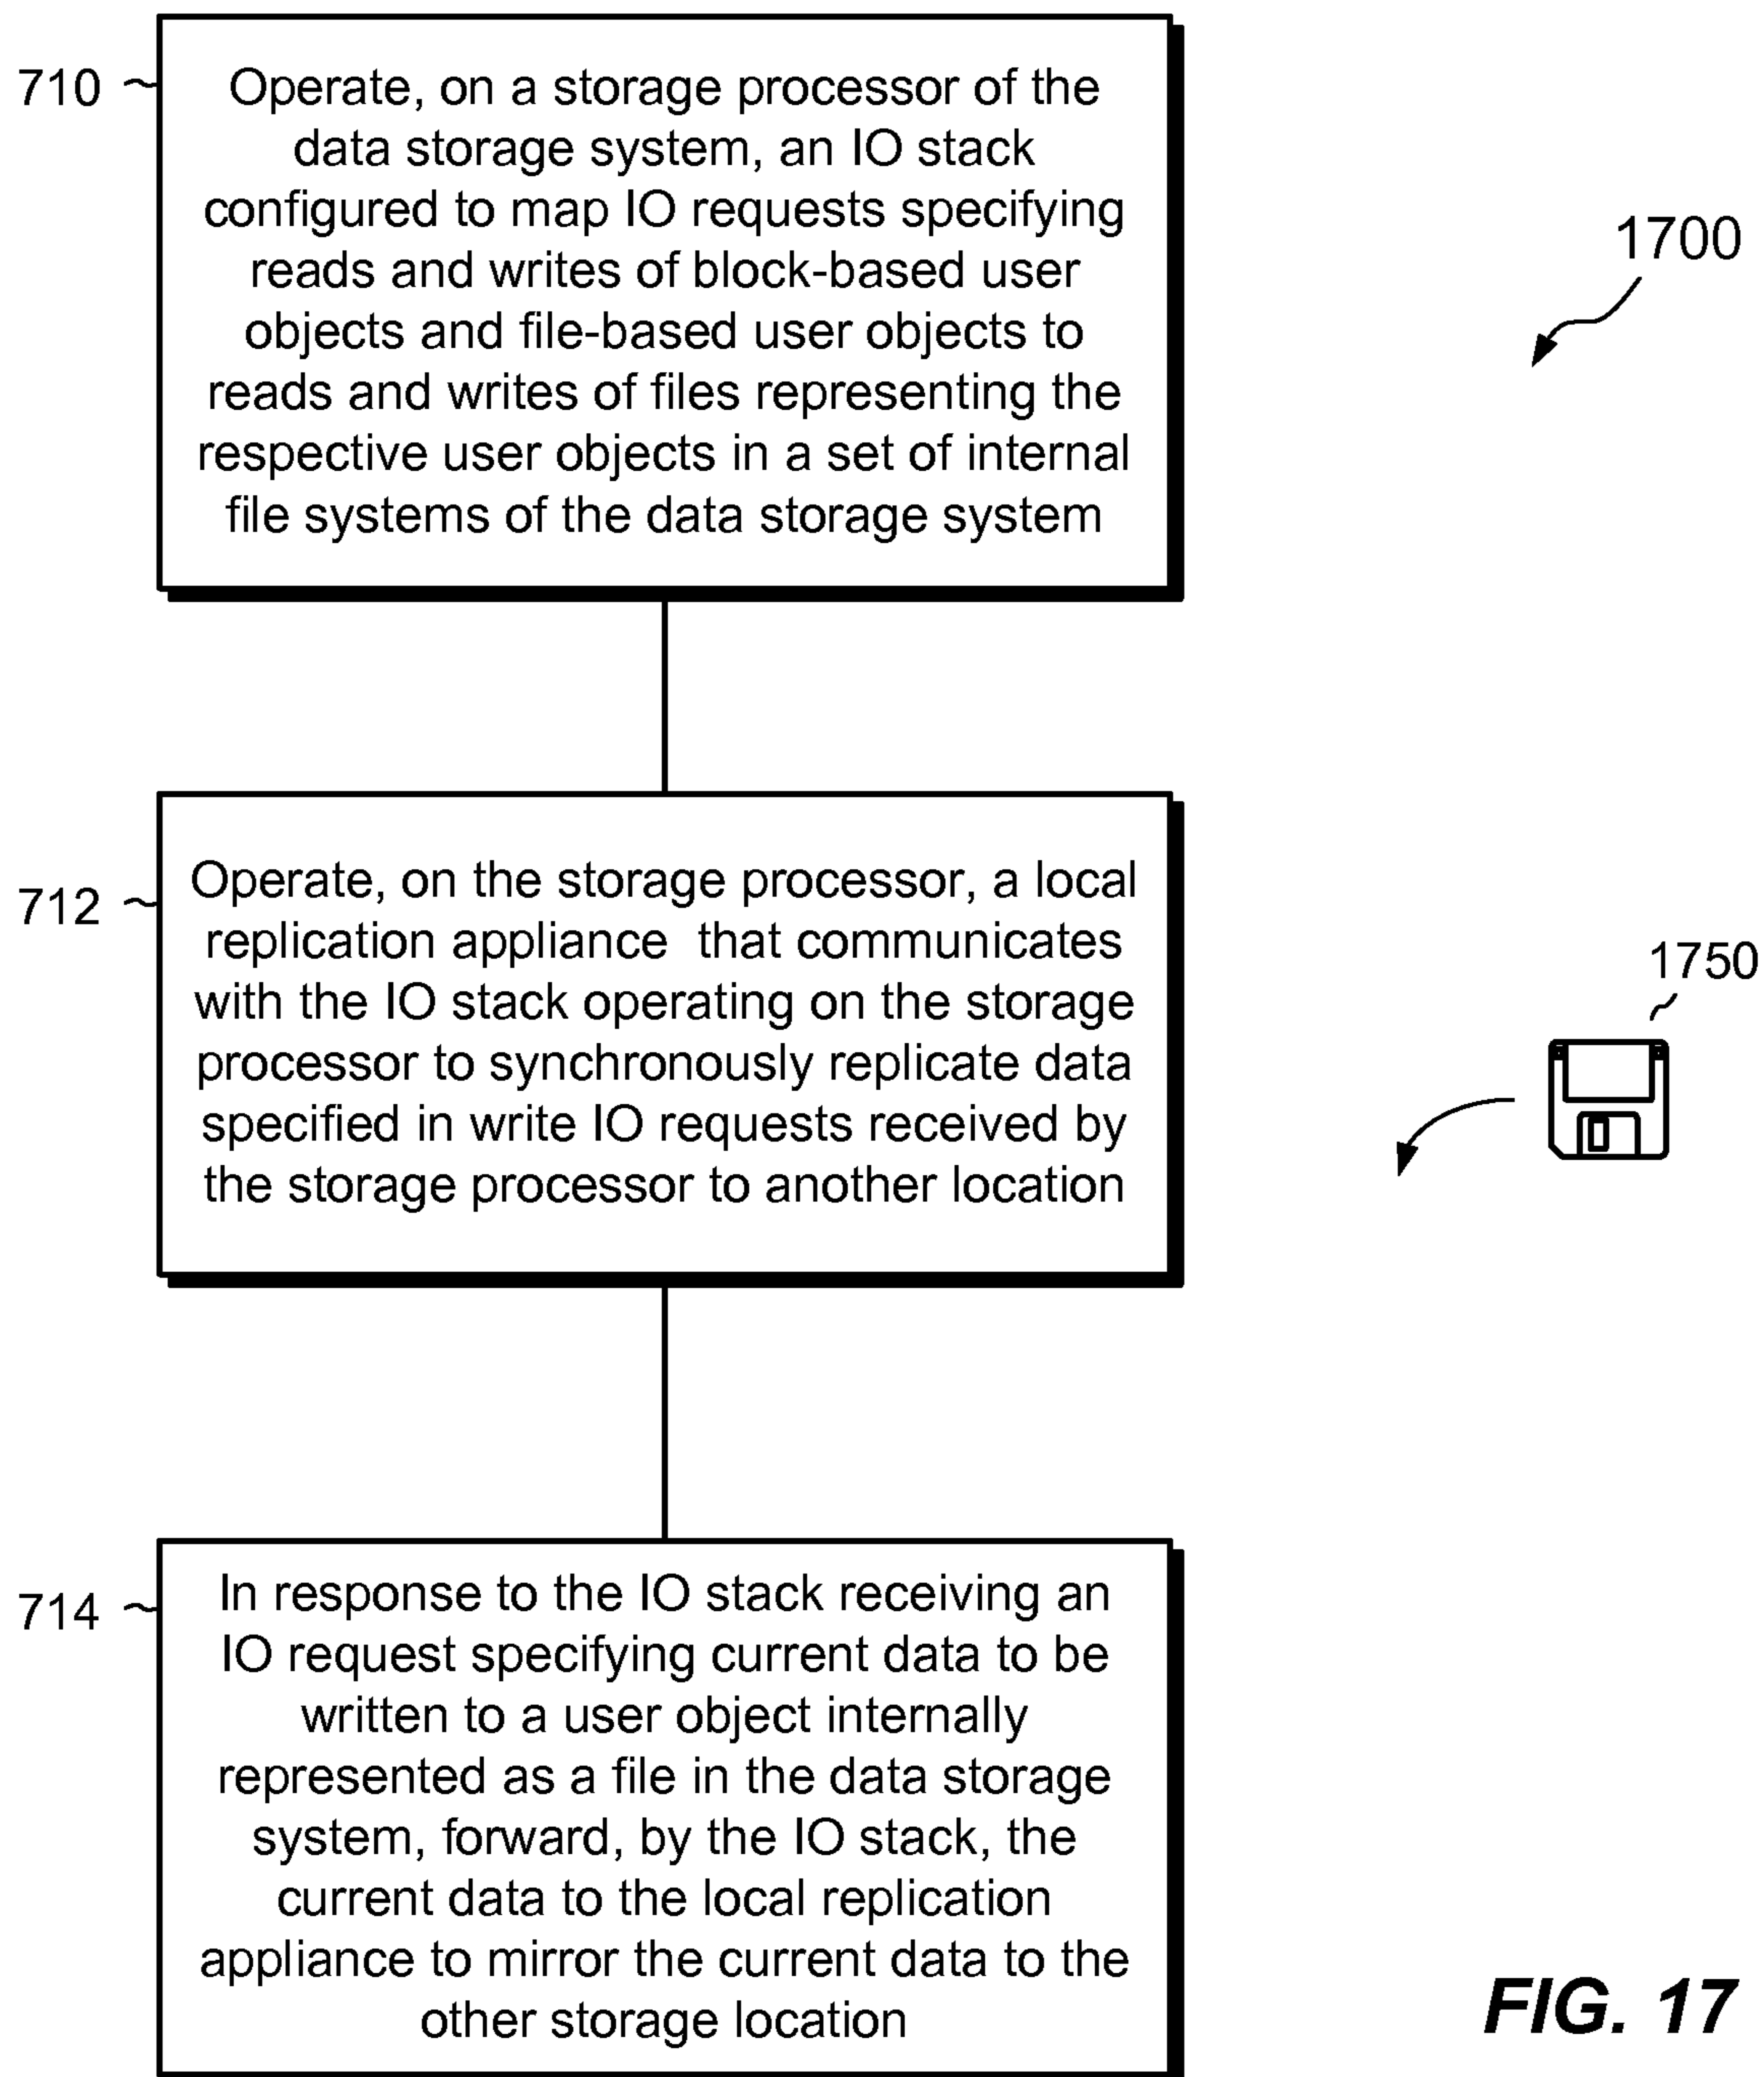 710
Operate, on a storage processor of the
data storage system, an IO stack
configured to map IO requests specifying
reads and writes of block-based user
objects and file-based user objects to
reads and writes of files representing the
respective user objects in a set of internal
file systems of the data storage system
1700
712
Operate, on the storage processor, a local
replication appliance that communicates
with the IO stack operating on the storage
processor to synchronously replicate data
specified in write IO requests received by
the storage processor to another location
1750
714
In response to the IO stack receiving an
IO request specifying current data to be
written to a user object internally
represented as a file in the data storage
system, forward, by the IO stack, the
current data to the local replication
appliance to mirror the current data to the
other storage location
FIG. 17